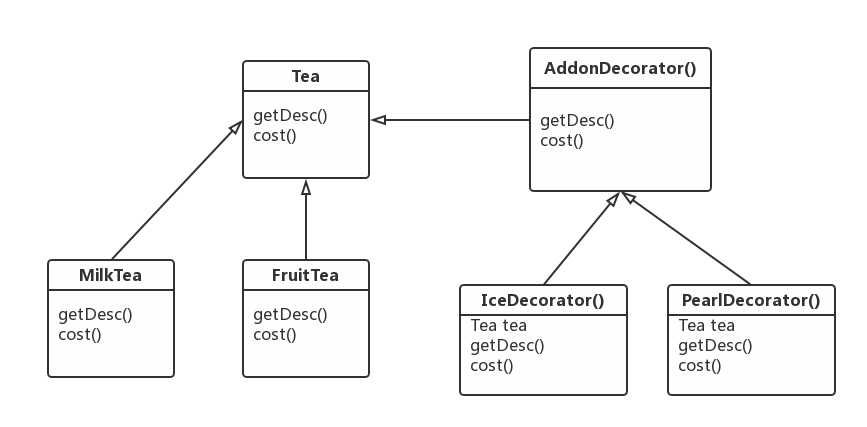 Tea
getDesc()
cost()
AddonDecorator()
getDesc()
cost()
MilkTea
getDesc()
cost()
FruitTea
getDesc()
cost()
IceDecorator()
Tea tea
getDesc()
cost()
PearlDecorator()
Tea tea
getDesc()
cost()